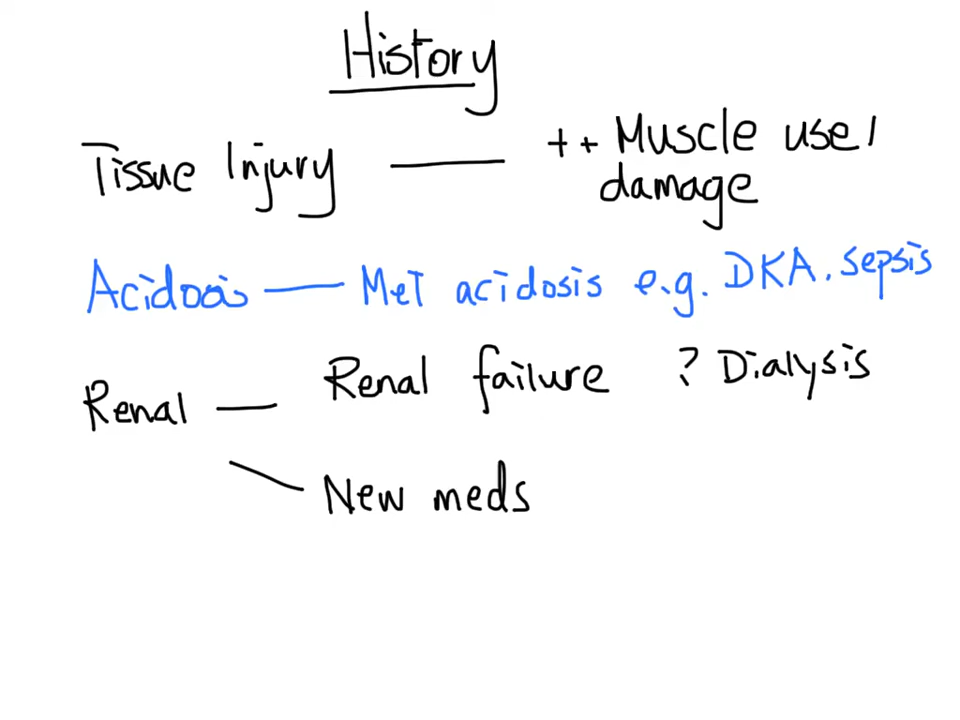 History
Tissue Injury — ++ Muscle use/
damage
Acidosis — Met acidosis e.g. DKA, sepsis
Renal — Renal failure ? Dialysis
New meds